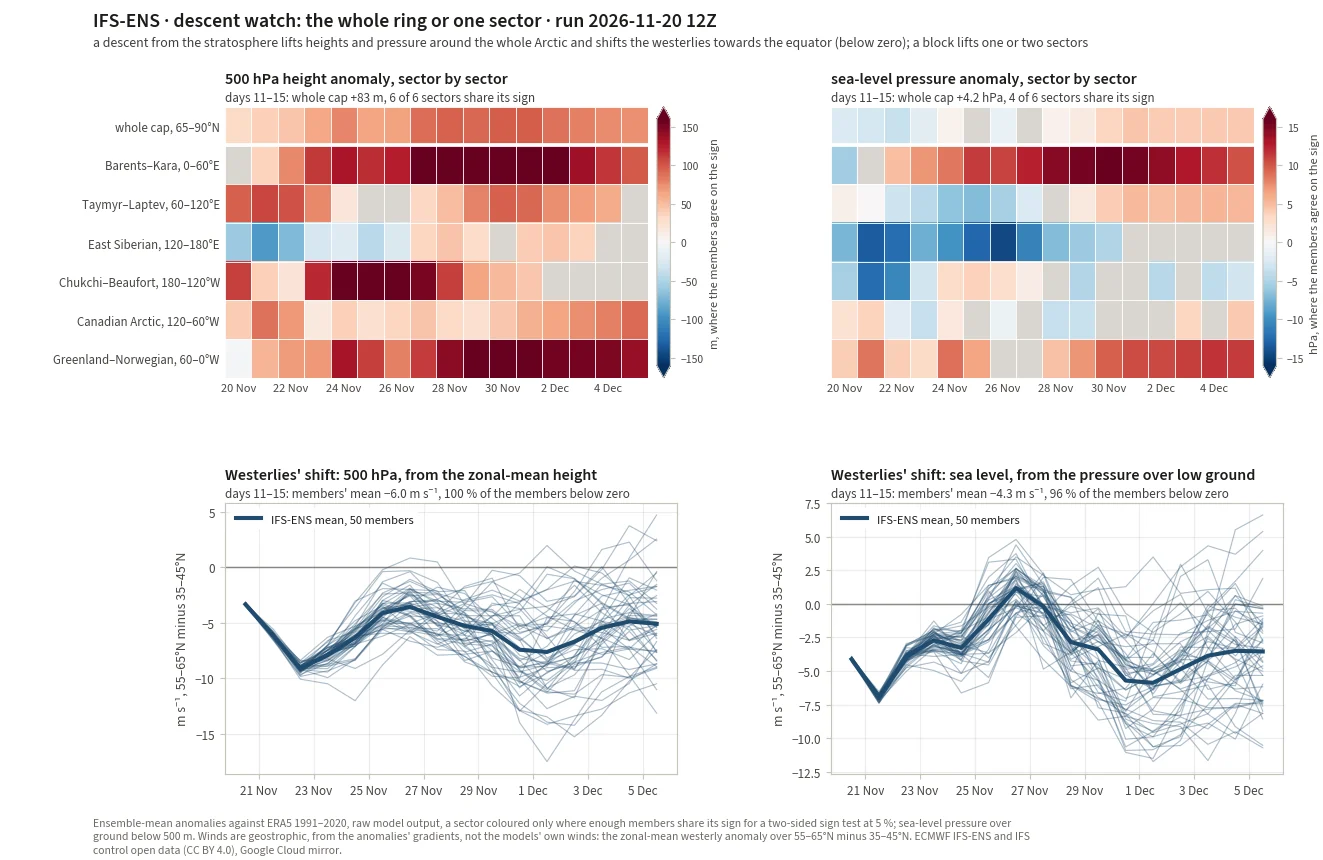 IFS-ENS · descent watch: the whole ring or one sector · run 2026-11-20 12Z
a descent from the stratosphere lifts heights and pressure around the whole Arctic and shifts the westerlies towards the equator (below zero); a block lifts one or two sectors
500 hPa height anomaly, sector by sector
days 11–15: whole cap +83 m, 6 of 6 sectors share its sign
whole cap, 65–90°N
Barents–Kara, 0–60°E
Taymyr–Laptev, 60–120°E
East Siberian, 120–180°E
Chukchi–Beaufort, 180–120°W
Canadian Arctic, 120–60°W
Greenland–Norwegian, 60–0°W
20 Nov 22 Nov 24 Nov 26 Nov 28 Nov 30 Nov 2 Dec 4 Dec
150
100
50
0
−50
−100
−150
m, where the members agree on the sign
sea-level pressure anomaly, sector by sector
days 11–15: whole cap +4.2 hPa, 4 of 6 sectors share its sign
20 Nov 22 Nov 24 Nov 26 Nov 28 Nov 30 Nov 2 Dec 4 Dec
15
10
5
0
−5
−10
−15
hPa, where the members agree on the sign
Westerlies' shift: 500 hPa, from the zonal-mean height
days 11–15: members' mean −6.0 m s⁻¹, 100 % of the members below zero
IFS-ENS mean, 50 members
5
0
−5
−10
−15
m s⁻¹, 55–65°N minus 35–45°N
21 Nov 23 Nov 25 Nov 27 Nov 29 Nov 1 Dec 3 Dec 5 Dec
Westerlies' shift: sea level, from the pressure over low ground
days 11–15: members' mean −4.3 m s⁻¹, 96 % of the members below zero
IFS-ENS mean, 50 members
7.5
5.0
2.5
0.0
−2.5
−5.0
−7.5
−10.0
−12.5
m s⁻¹, 55–65°N minus 35–45°N
21 Nov 23 Nov 25 Nov 27 Nov 29 Nov 1 Dec 3 Dec 5 Dec
Ensemble-mean anomalies against ERA5 1991–2020, raw model output, a sector coloured only where enough members share its sign for a two-sided sign test at 5 %; sea-level pressure over
ground below 500 m. Winds are geostrophic, from the anomalies' gradients, not the models' own winds: the zonal-mean westerly anomaly over 55–65°N minus 35–45°N. ECMWF IFS-ENS and IFS
control open data (CC BY 4.0), Google Cloud mirror.